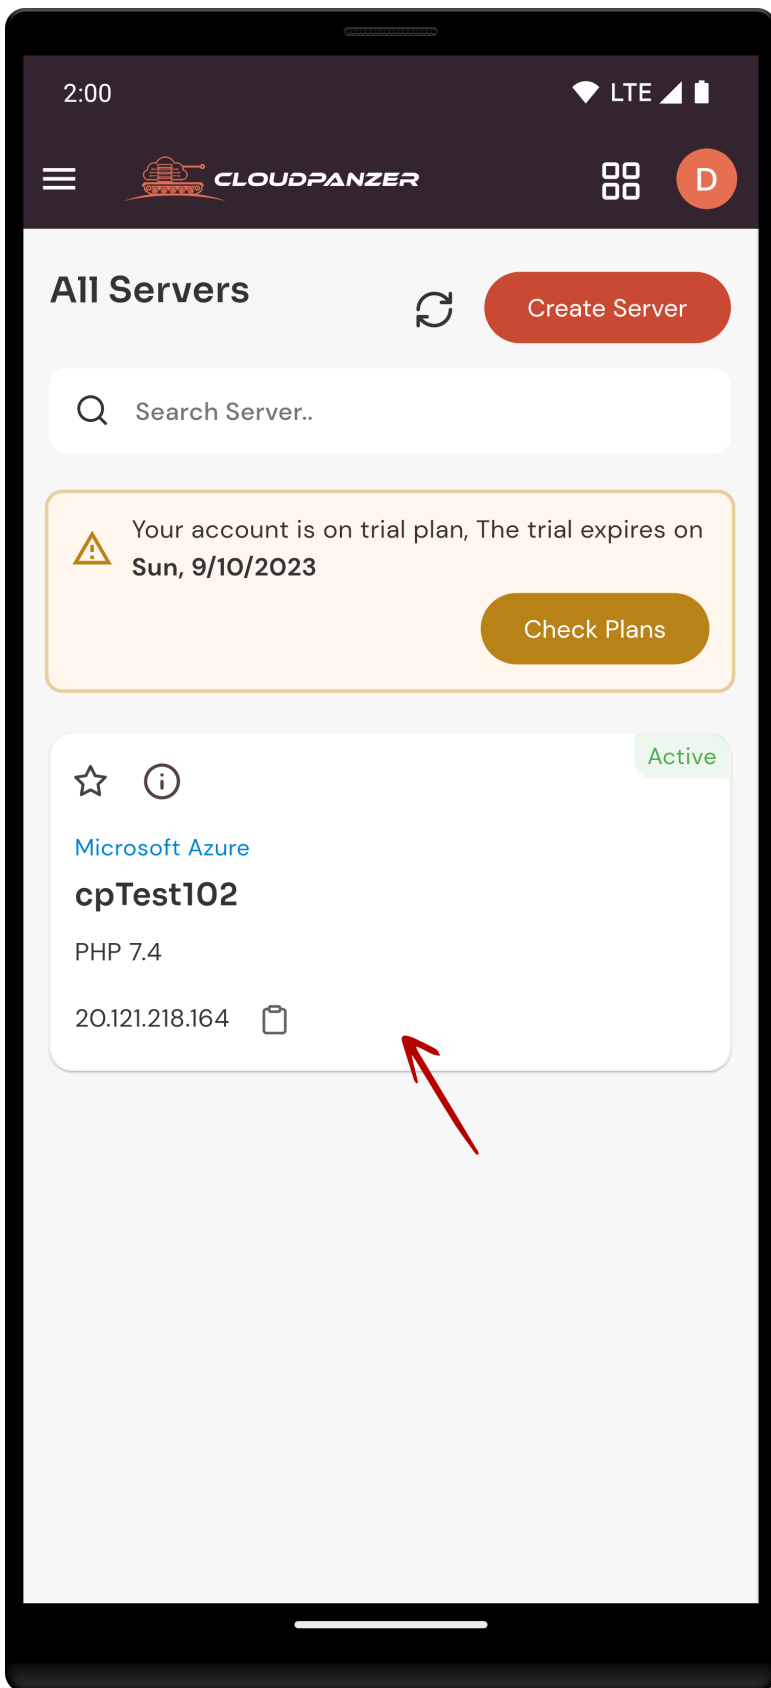 2:00
LTE
CLOUDPANZER
D
All Servers
Create Server
Search Server..
Your account is on trial plan, The trial expires on
Sun, 9/10/2023
Check Plans
Active
Microsoft Azure
cpTest102
PHP 7.4
20.121.218.164